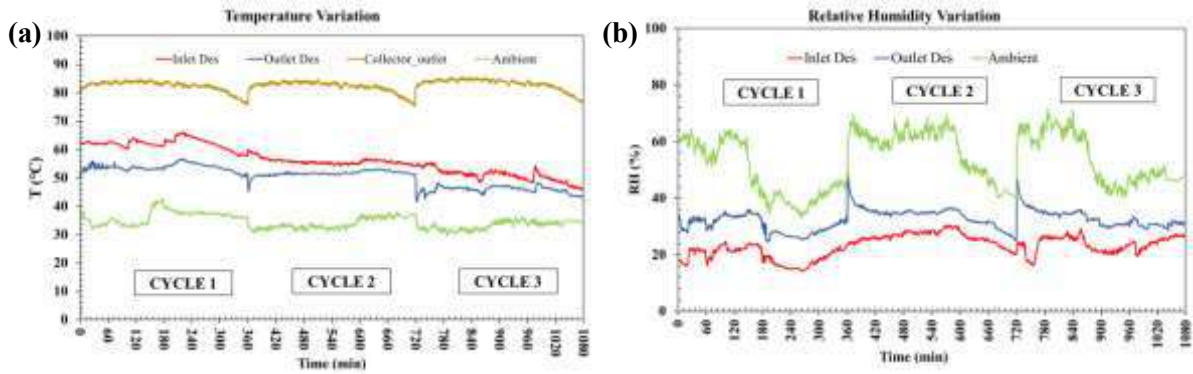 (a)
Temperature Variation
Inlet Des Outlet Des Collector_outlet Ambient
100
90
80
70
60
50
40
30
20
10
0
T (°C)
CYCLE 1 CYCLE 2 CYCLE 3
0 60 120 180 240 300 360 420 480 540 600 660 720 780 840 900 960 1020 1080
Time (min)
(b)
Relative Humidity Variation
Inlet Des Outlet Des Ambient
100
80
60
40
20
0
RH (%)
CYCLE 1 CYCLE 2 CYCLE 3
0 60 120 180 240 300 360 420 480 540 600 660 720 780 840 900 960 1020 1080
Time (min)